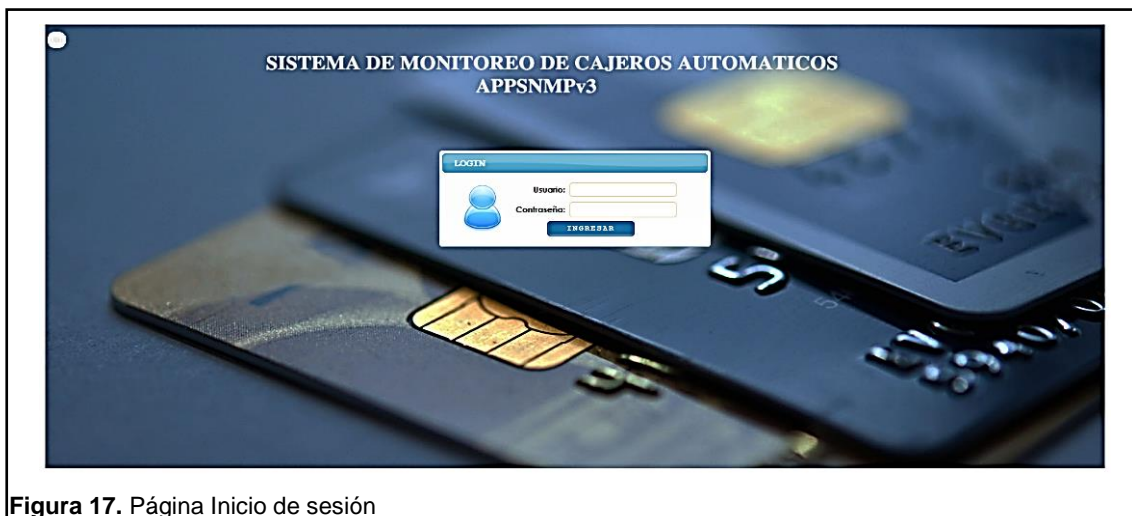 SISTEMA DE MONITOREO DE CAJEROS AUTOMATICOS
APPSNMPv3
LOGIN
Usuario:
Contraseña:
INGRESAR
Figura 17. Página Inicio de sesión